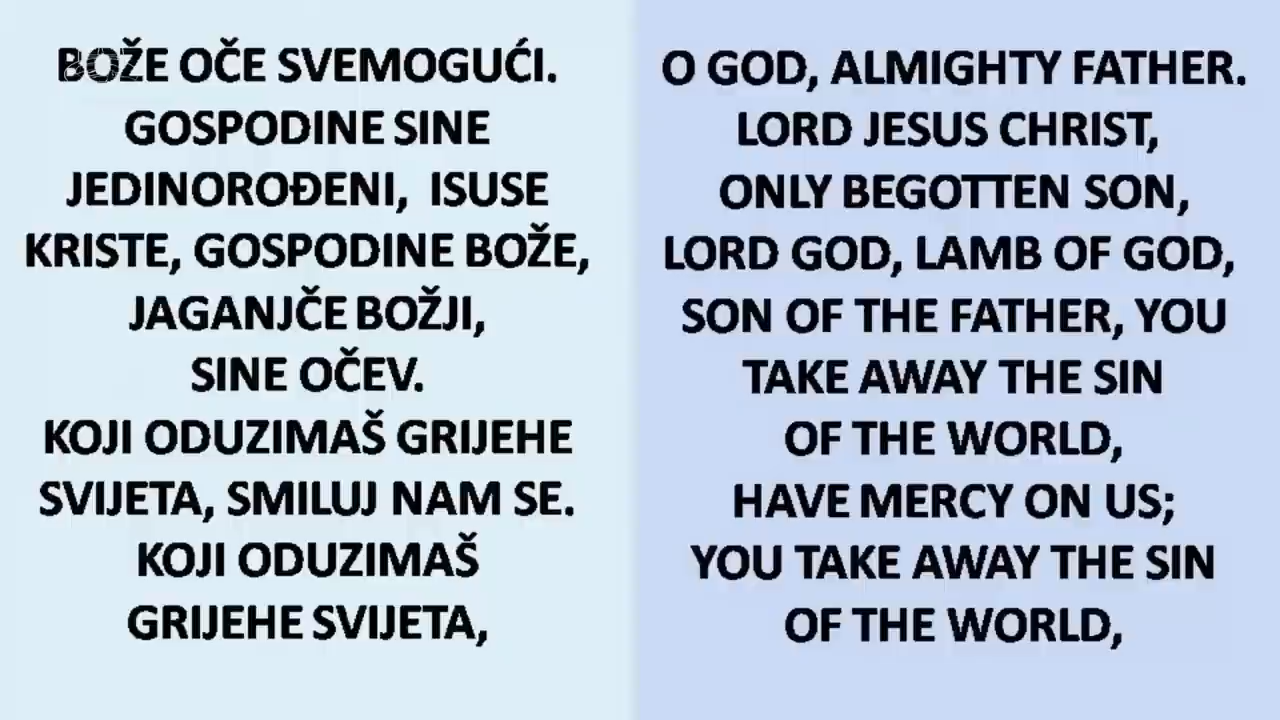 BOŽE OČE SVEMOGUĆI.
GOSPODINE SINE
JEDINOROĐENI, ISUSE
KRISTE, GOSPODINE BOŽE,
JAGANJČE BOŽJI,
SINE OČEV.
KOJI ODUZIMAŠ GRIJEHE
SVIJETA, SMILUJ NAM SE.
KOJI ODUZIMAŠ
GRIJEHE SVIJETA,
O GOD, ALMIGHTY FATHER.
LORD JESUS CHRIST,
ONLY BEGOTTEN SON,
LORD GOD, LAMB OF GOD,
SON OF THE FATHER, YOU
TAKE AWAY THE SIN
OF THE WORLD,
HAVE MERCY ON US;
YOU TAKE AWAY THE SIN
OF THE WORLD,